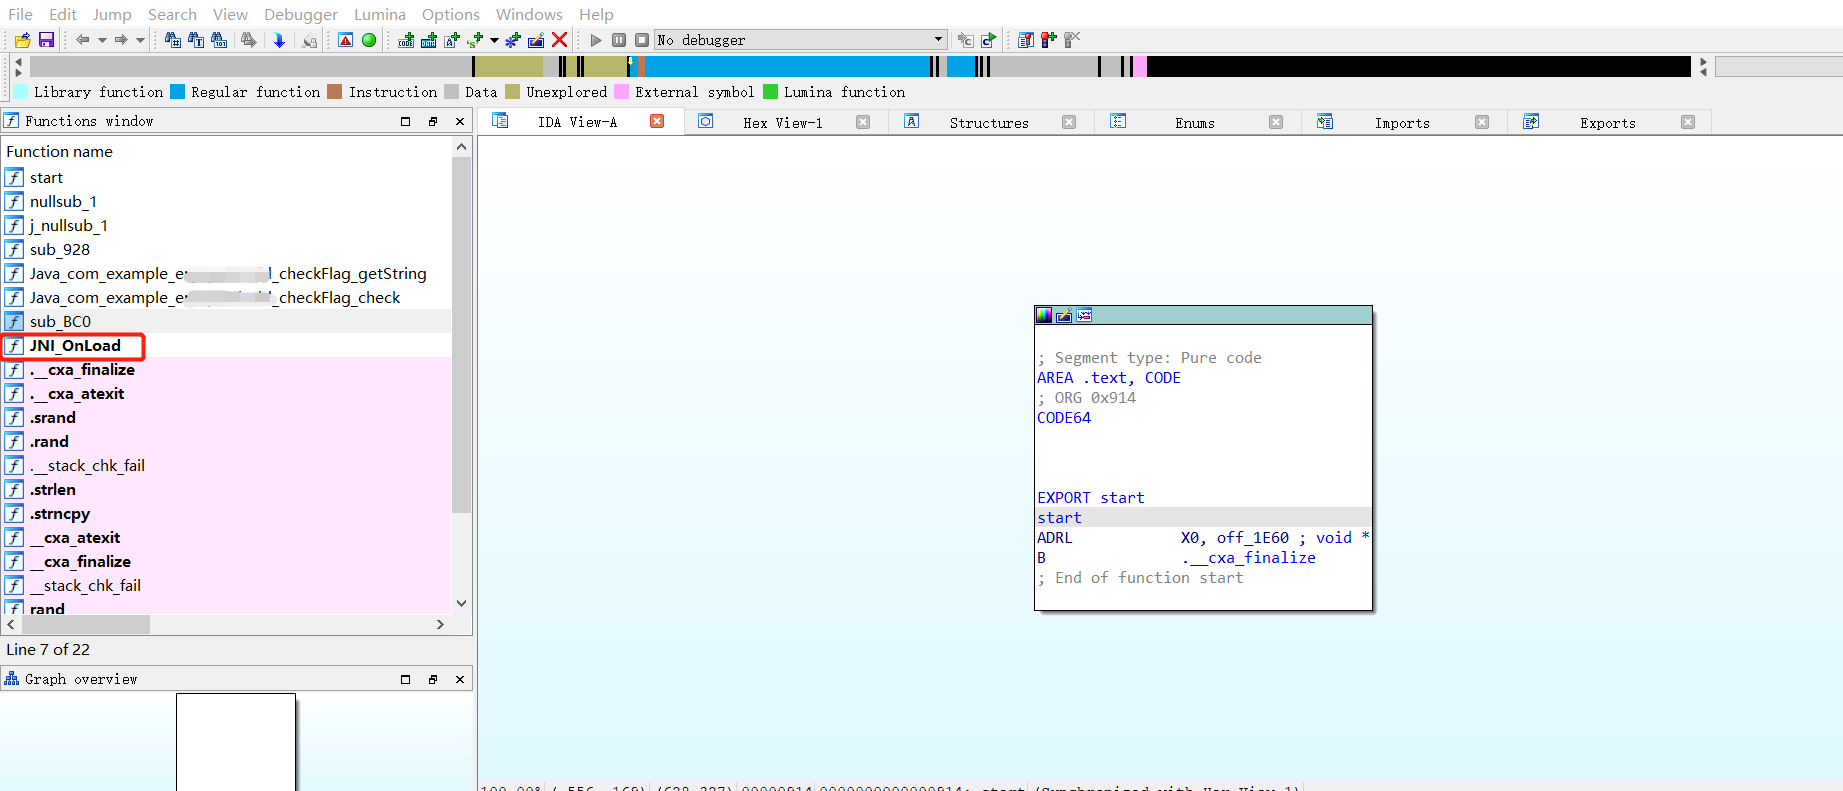 File Edit Jump Search View Debugger Lumina Options Windows Help
No debugger
Library function Regular function Instruction Data Unexplored External symbol Lumina function
Functions window
IDA View-A Hex View-1 Structures Enums Imports Exports
Function name
start
nullsub_1
j_nullsub_1
sub_928
Java_com_example_e _checkFlag_getString
Java_com_example_e _checkFlag_check
sub_BC0
JNI_OnLoad
.__cxa_finalize
.__cxa_atexit
.srand
.rand
.__stack_chk_fail
.strlen
.strncpy
__cxa_atexit
__cxa_finalize
__stack_chk_fail
rand
Line 7 of 22
Graph overview
; Segment type: Pure code
AREA .text, CODE
; ORG 0x914
CODE64
EXPORT start
start
ADRL X0, off_1E60 ; void *
B .__cxa_finalize
; End of function start